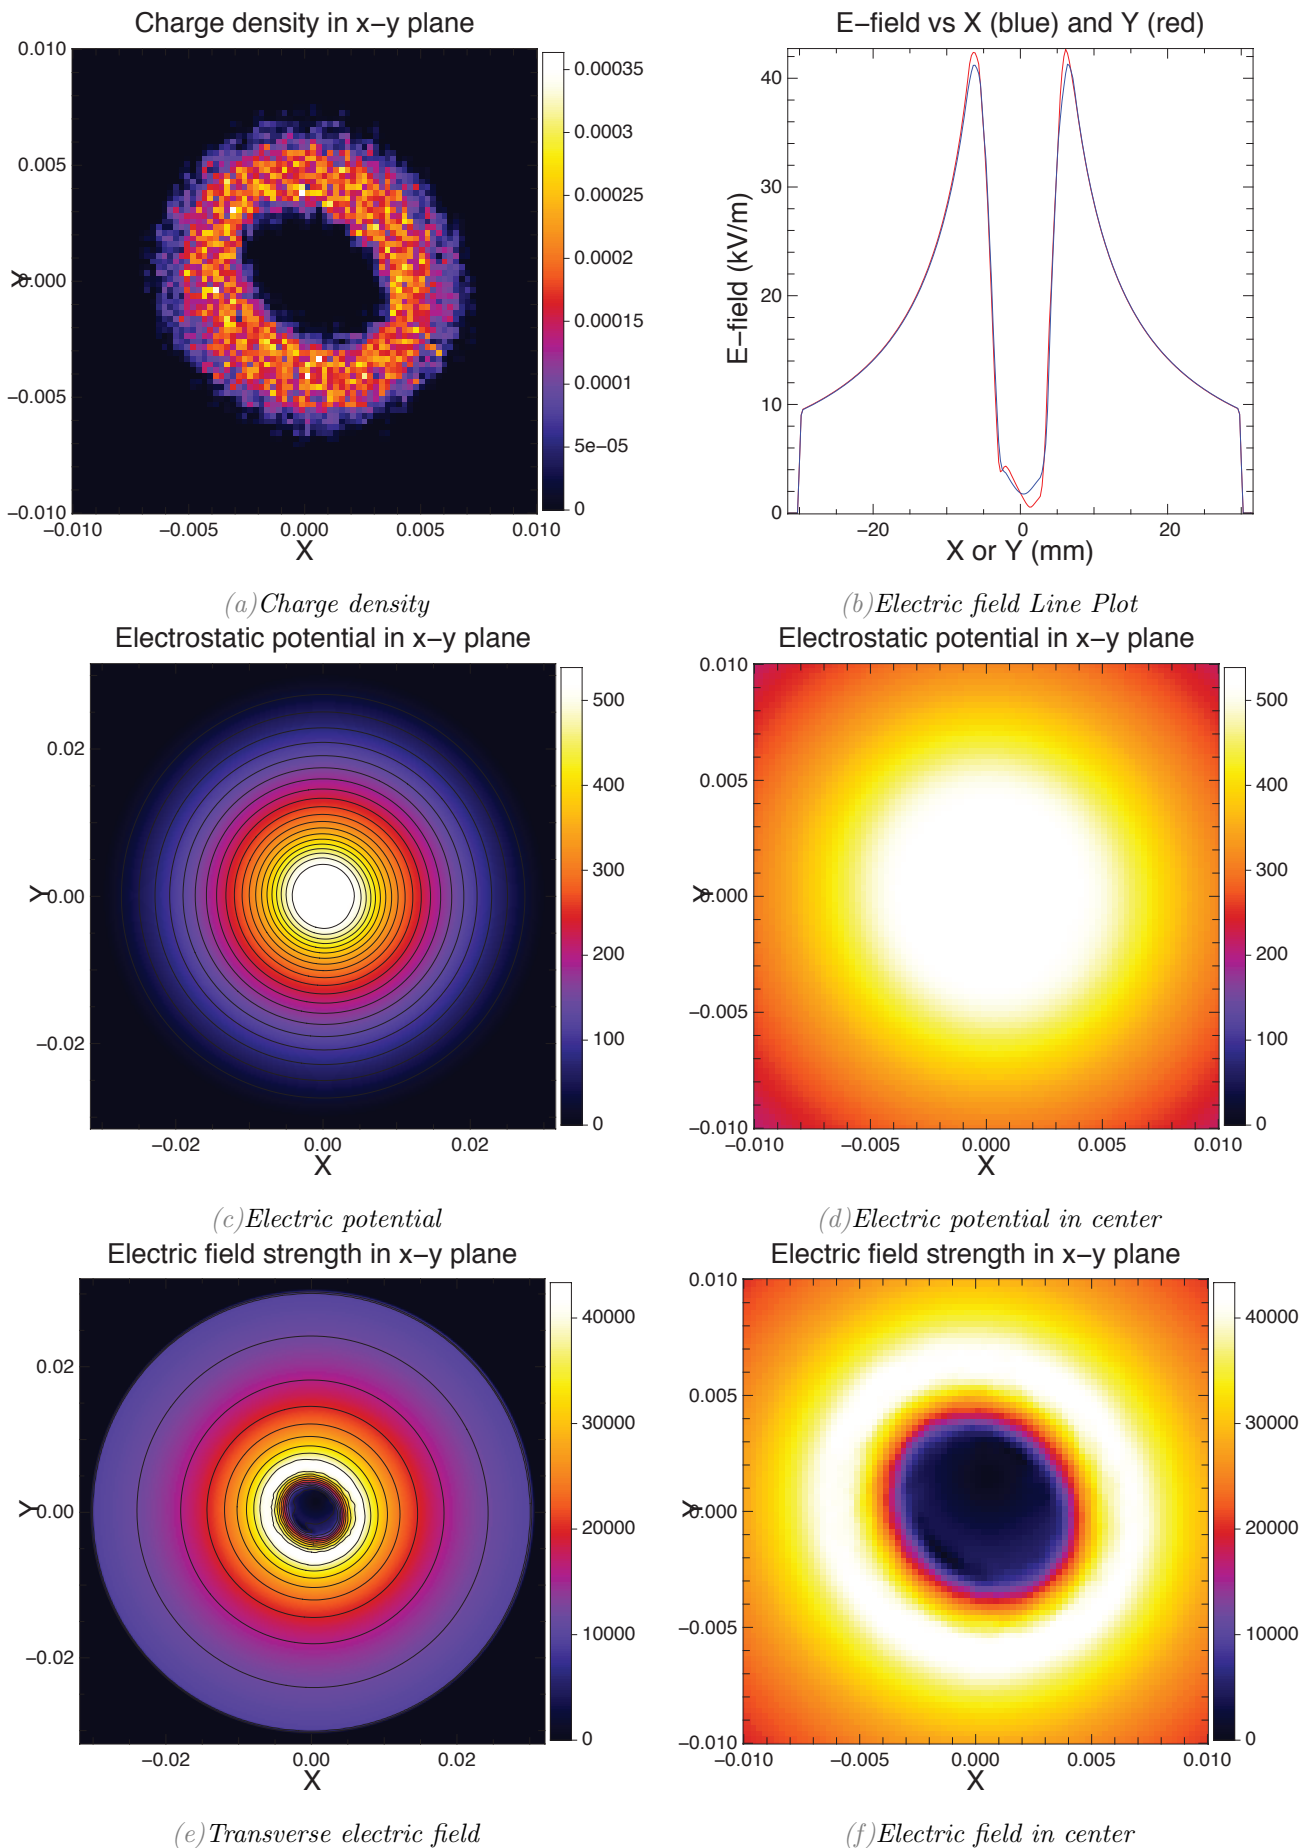 Charge density in x−y plane
0.010
0.005
0.000
−0.005
−0.010
Y
−0.010 −0.005 0.000 0.005 0.010
X
0.00035
0.0003
0.00025
0.0002
0.00015
0.0001
5e−05
0
(a)Charge density
E−field vs X (blue) and Y (red)
40
30
20
10
0
E−field (kV/m)
−20 0 20
X or Y (mm)
(b)Electric field Line Plot
Electrostatic potential in x−y plane
0.02
0.00
−0.02
Y
−0.02 0.00 0.02
X
500
400
300
200
100
0
(c)Electric potential
Electrostatic potential in x−y plane
0.010
0.005
0.000
−0.005
−0.010
Y
−0.010 −0.005 0.000 0.005 0.010
X
500
400
300
200
100
0
(d)Electric potential in center
Electric field strength in x−y plane
0.02
0.00
−0.02
Y
−0.02 0.00 0.02
X
40000
30000
20000
10000
0
(e)Transverse electric field
Electric field strength in x−y plane
0.010
0.005
0.000
−0.005
−0.010
Y
−0.010 −0.005 0.000 0.005 0.010
X
40000
30000
20000
10000
0
(f)Electric field in center